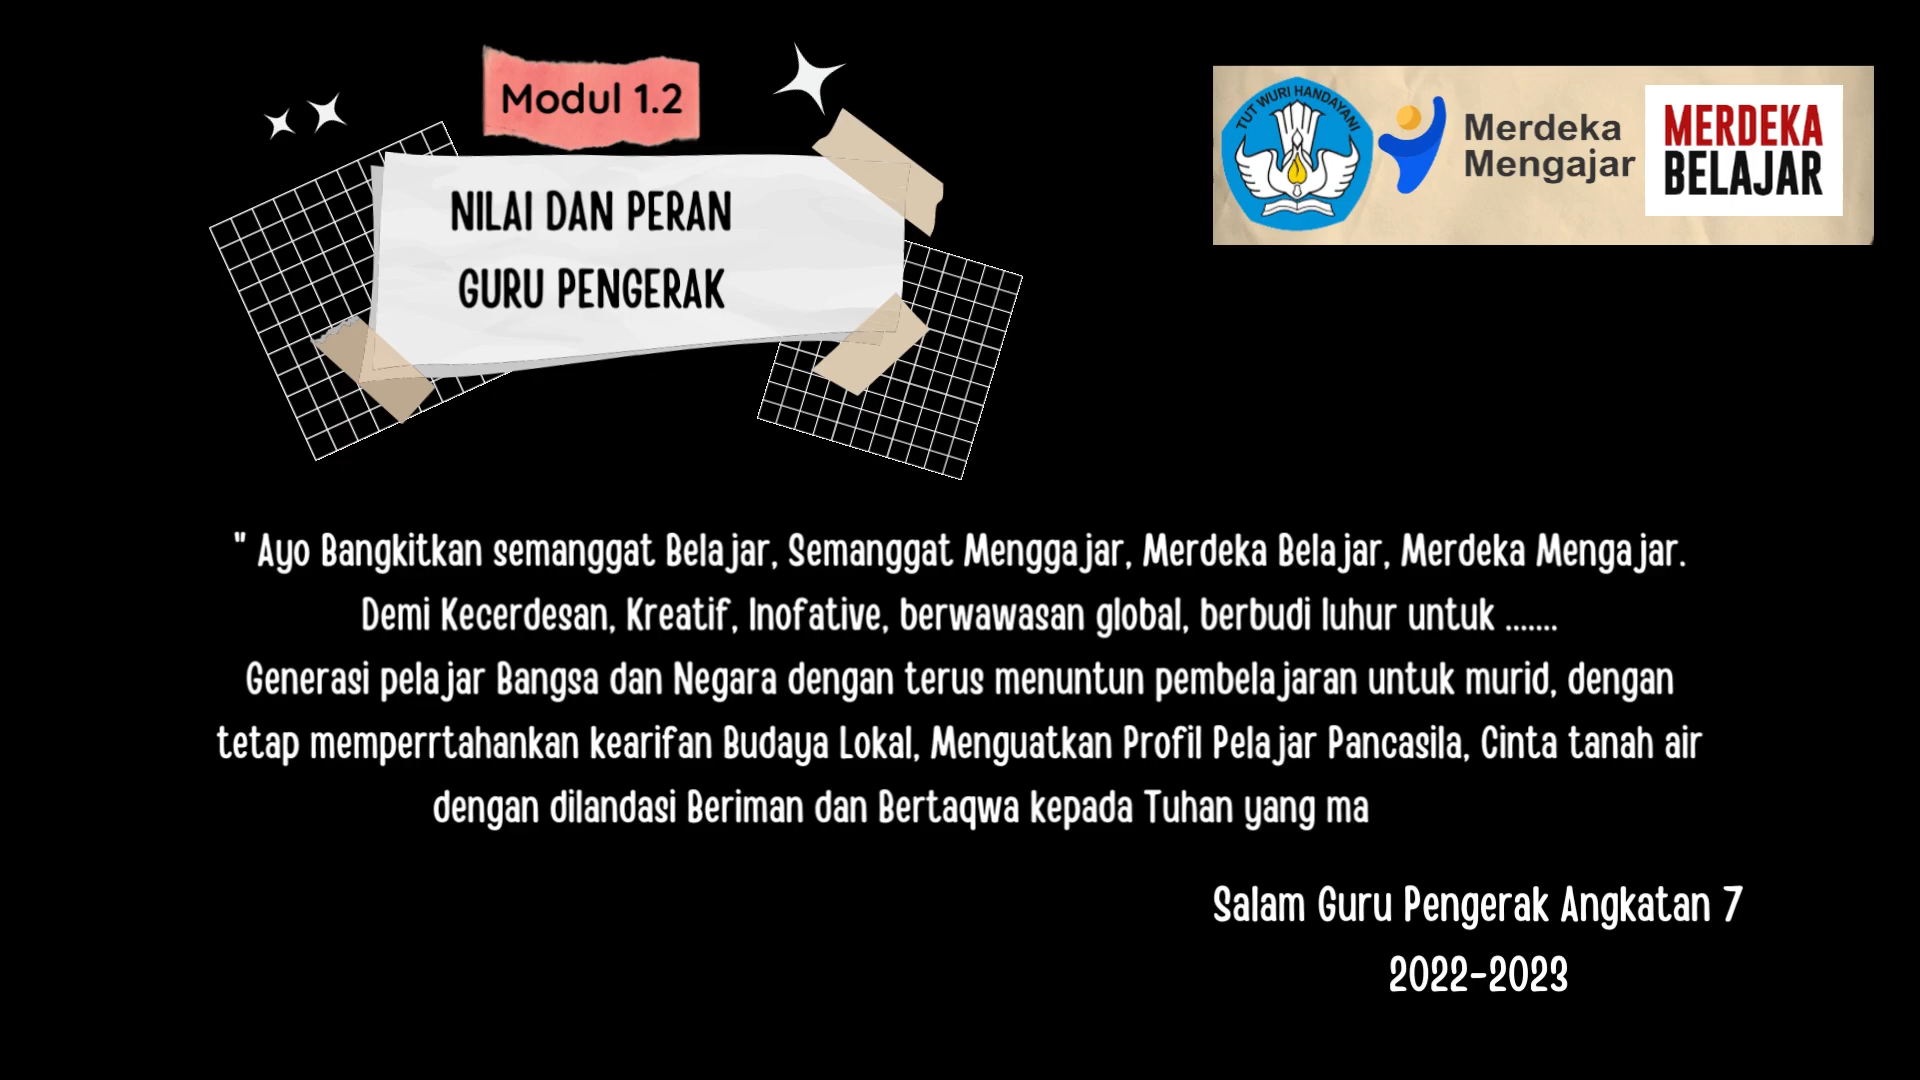 Modul 1.2
NILAI DAN PERAN
GURU PENGERAK
TUT WURI HANDAYANI
Merdeka
Mengajar
MERDEKA
BELAJAR
" Ayo Bangkitkan semanggat Belajar, Semanggat Menggajar, Merdeka Belajar, Merdeka Mengajar.
Demi Kecerdesan, Kreatif, Inofative, berwawasan global, berbudi luhur untuk .......
Generasi pelajar Bangsa dan Negara dengan terus menuntun pembelajaran untuk murid, dengan
tetap memperrtahankan kearifan Budaya Lokal, Menguatkan Profil Pelajar Pancasila, Cinta tanah air
dengan dilandasi Beriman dan Bertaqwa kepada Tuhan yang ma
Salam Guru Pengerak Angkatan 7
2022-2023